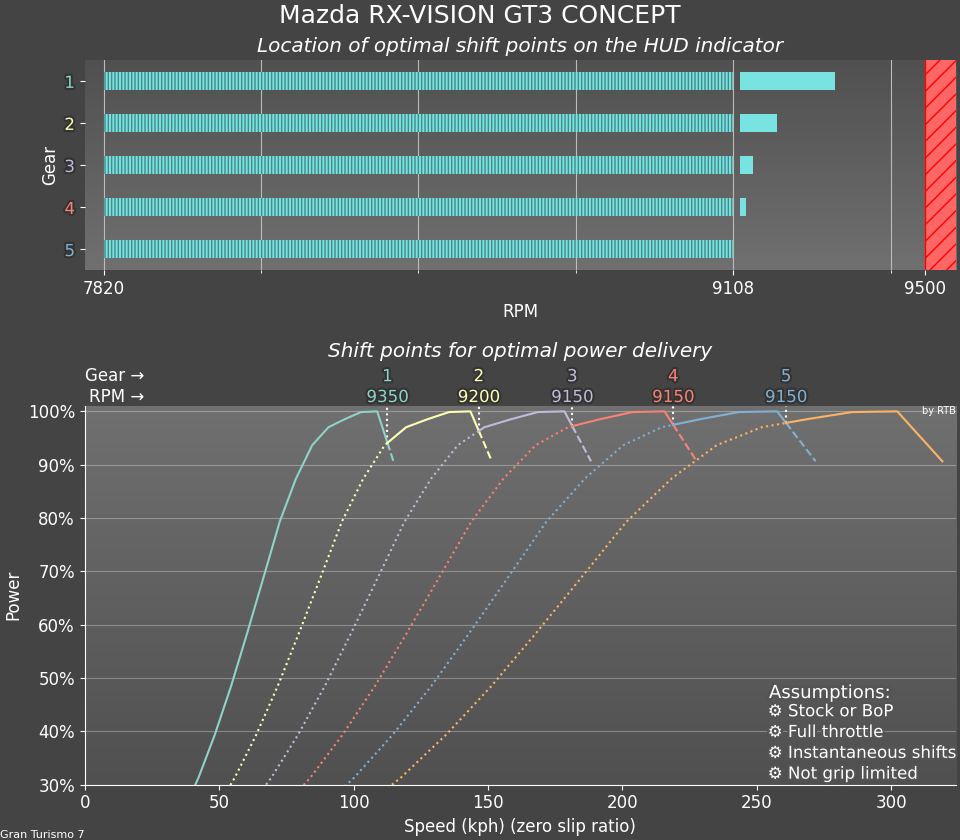 Mazda RX-VISION GT3 CONCEPT
Location of optimal shift points on the HUD indicator
Gear
1
2
3
4
5
7820 9108 9500
RPM
Shift points for optimal power delivery
Gear → 1 2 3 4 5
RPM → 9350 9200 9150 9150 9150
by RTB
Power
100%
90%
80%
70%
60%
50%
40%
30%
Assumptions:
⚙ Stock or BoP
⚙ Full throttle
⚙ Instantaneous shifts
⚙ Not grip limited
0 50 100 150 200 250 300
Speed (kph) (zero slip ratio)
Gran Turismo 7